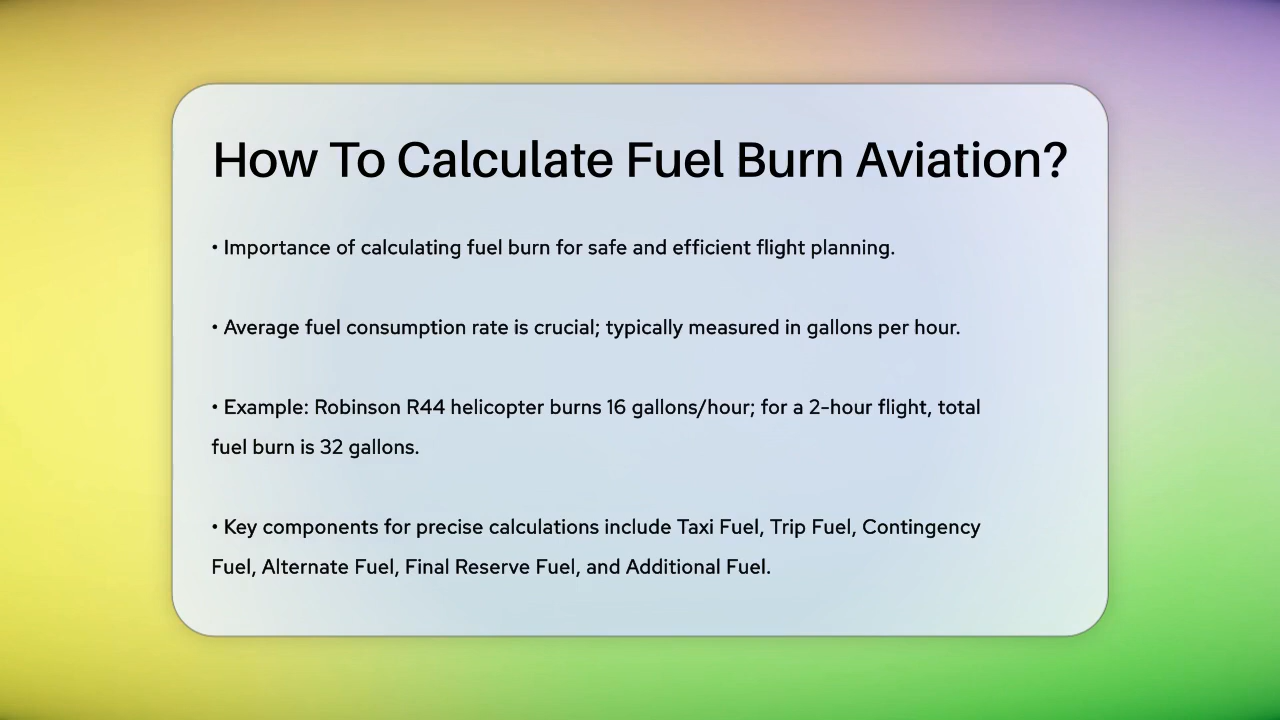 How To Calculate Fuel Burn Aviation?
• Importance of calculating fuel burn for safe and efficient flight planning.
• Average fuel consumption rate is crucial; typically measured in gallons per hour.
• Example: Robinson R44 helicopter burns 16 gallons/hour; for a 2-hour flight, total
fuel burn is 32 gallons.
• Key components for precise calculations include Taxi Fuel, Trip Fuel, Contingency
Fuel, Alternate Fuel, Final Reserve Fuel, and Additional Fuel.